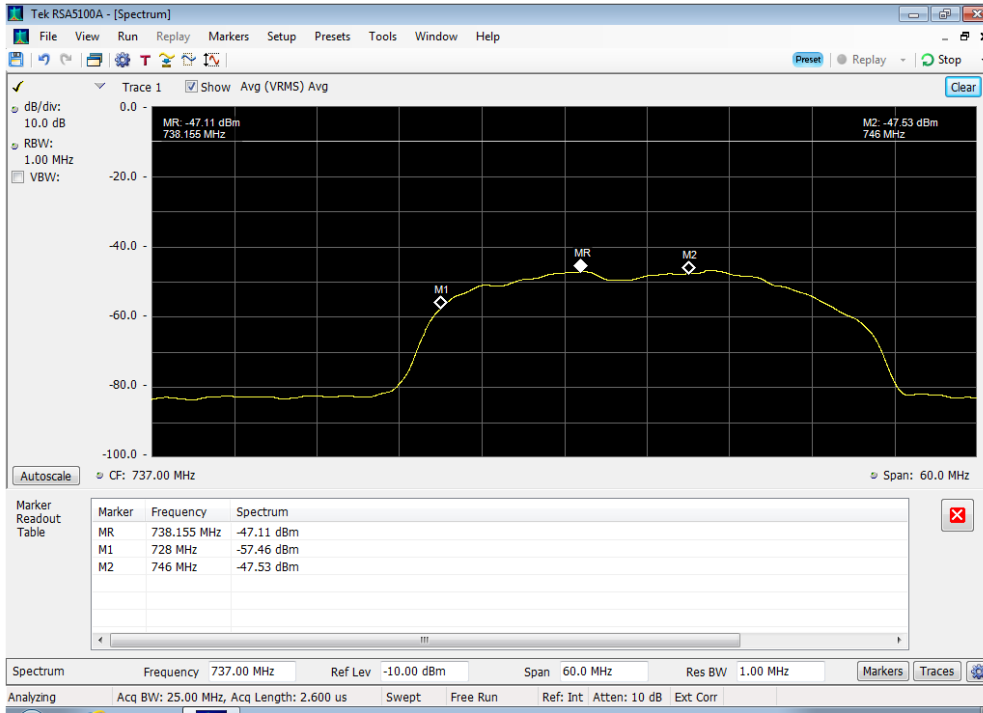 Tek RSA5100A - [Spectrum]
File View Run Replay Markers Setup Presets Tools Window Help
T Preset Replay Stop
Trace 1 Show Avg (VRMS) Avg Clear
dB/div:
10.0 dB
RBW:
1.00 MHz
VBW:
0.0
MR: -47.11 dBm
738.155 MHz
M2: -47.53 dBm
746 MHz
-20.0
-40.0
MR
M2
M1
-60.0
-80.0
-100.0
Autoscale CF: 737.00 MHz Span: 60.0 MHz
Marker
Readout
Table
Marker Frequency Spectrum
MR 738.155 MHz -47.11 dBm
M1 728 MHz -57.46 dBm
M2 746 MHz -47.53 dBm
Spectrum Frequency 737.00 MHz Ref Lev -10.00 dBm Span 60.0 MHz Res BW 1.00 MHz Markers Traces
Analyzing Acq BW: 25.00 MHz, Acq Length: 2.600 us Swept Free Run Ref: Int Atten: 10 dB Ext Corr